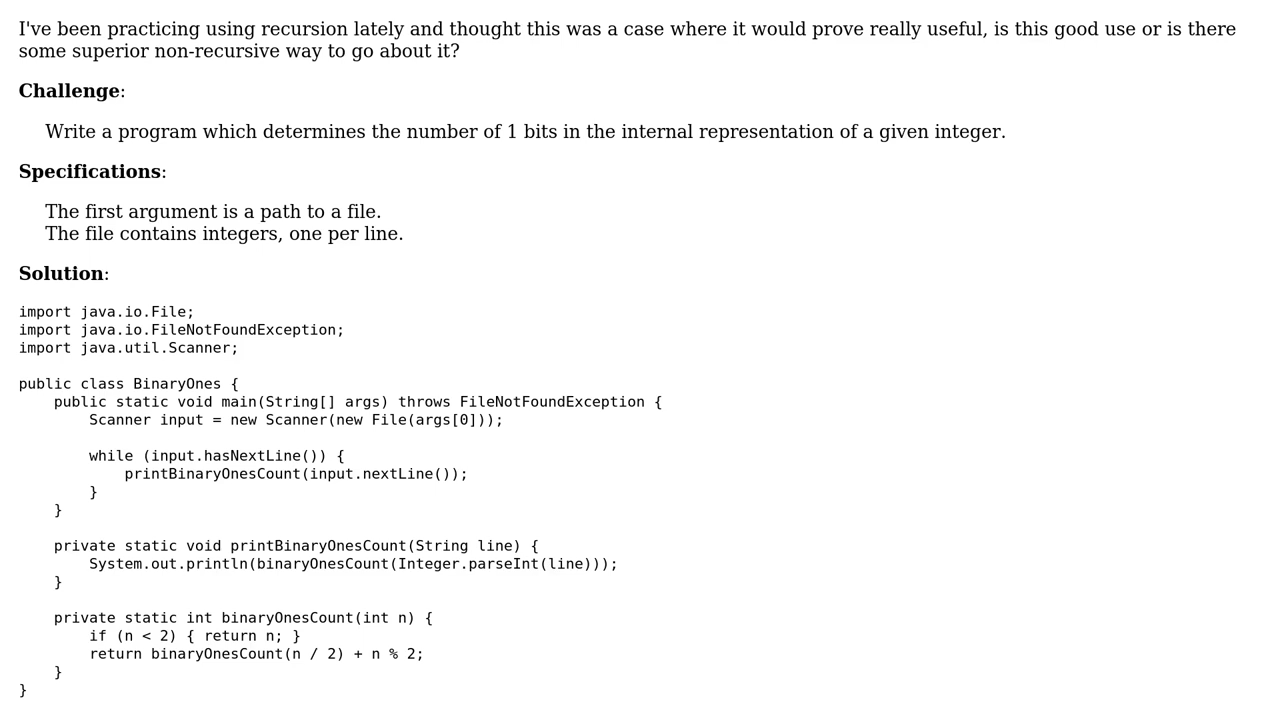 I've been practicing using recursion lately and thought this was a case where it would prove really useful, is this good use or is there
some superior non-recursive way to go about it?
Challenge:
Write a program which determines the number of 1 bits in the internal representation of a given integer.
Specifications:
The first argument is a path to a file.
The file contains integers, one per line.
Solution:
import java.io.File;
import java.io.FileNotFoundException;
import java.util.Scanner;
public class BinaryOnes {
    public static void main(String[] args) throws FileNotFoundException {
        Scanner input = new Scanner(new File(args[0]));
        while (input.hasNextLine()) {
            printBinaryOnesCount(input.nextLine());
        }
    }
    private static void printBinaryOnesCount(String line) {
        System.out.println(binaryOnesCount(Integer.parseInt(line)));
    }
    private static int binaryOnesCount(int n) {
        if (n < 2) { return n; }
        return binaryOnesCount(n / 2) + n % 2;
    }
}